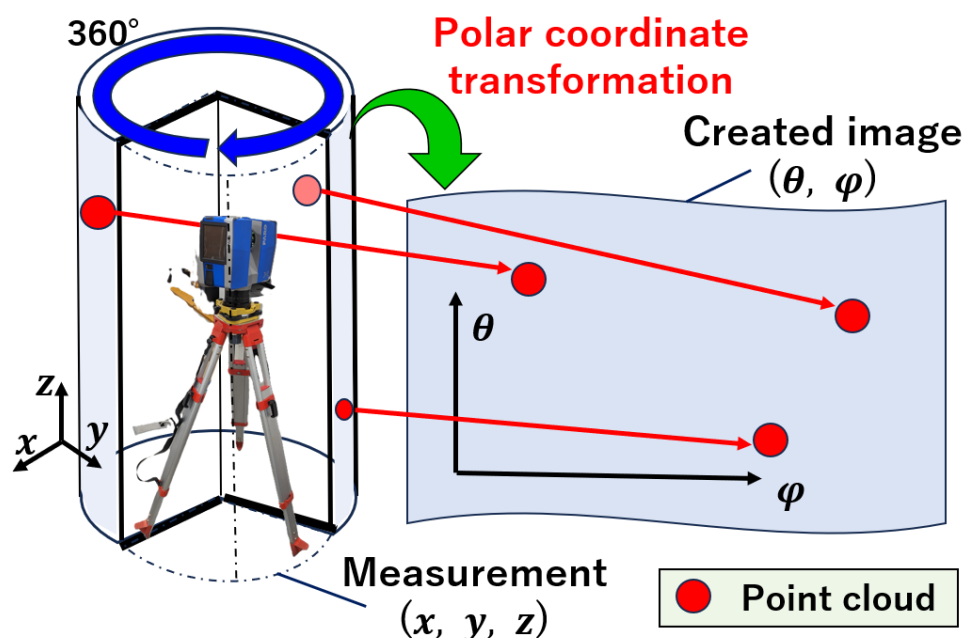 360°
Polar coordinate
transformation
Created image
(θ, φ)
θ
z
x
y
φ
Measurement
(x, y, z)
Point cloud